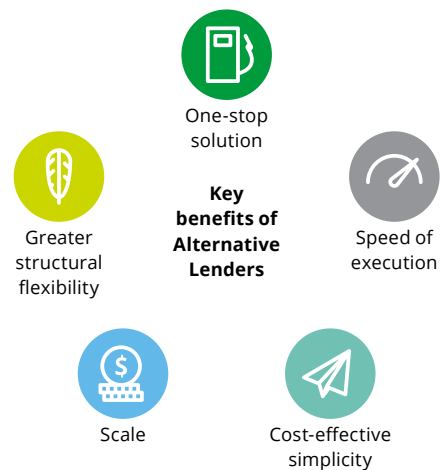 One-stop
solution
Key
benefits of
Alternative
Lenders
Greater
structural
flexibility
Speed of
execution
$
Scale
Cost-effective
simplicity